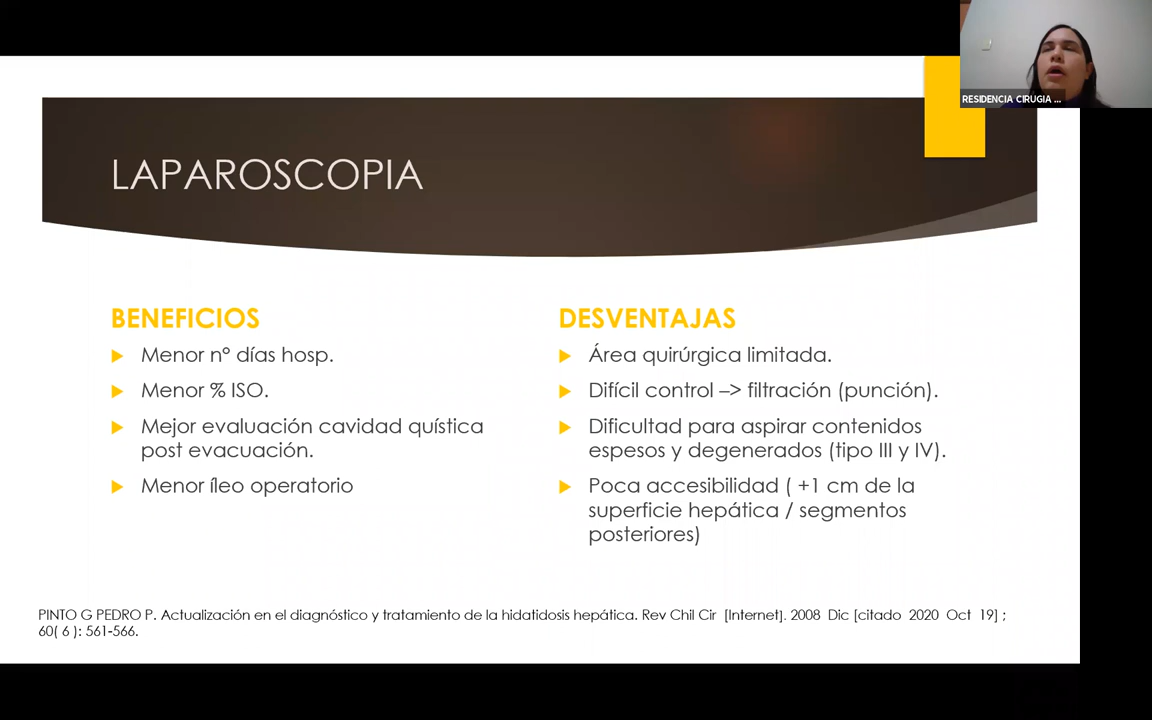 RESIDENCIA CIRUGIA ...
LAPAROSCOPIA
BENEFICIOS
Menor n° días hosp.
Menor % ISO.
Mejor evaluación cavidad quística
post evacuación.
Menor íleo operatorio
DESVENTAJAS
Área quirúrgica limitada.
Difícil control –> filtración (punción).
Dificultad para aspirar contenidos
espesos y degenerados (tipo III y IV).
Poca accesibilidad ( +1 cm de la
superficie hepática / segmentos
posteriores)
PINTO G PEDRO P. Actualización en el diagnóstico y tratamiento de la hidatidosis hepática. Rev Chil Cir [Internet]. 2008 Dic [citado 2020 Oct 19] ;
60( 6 ): 561-566.